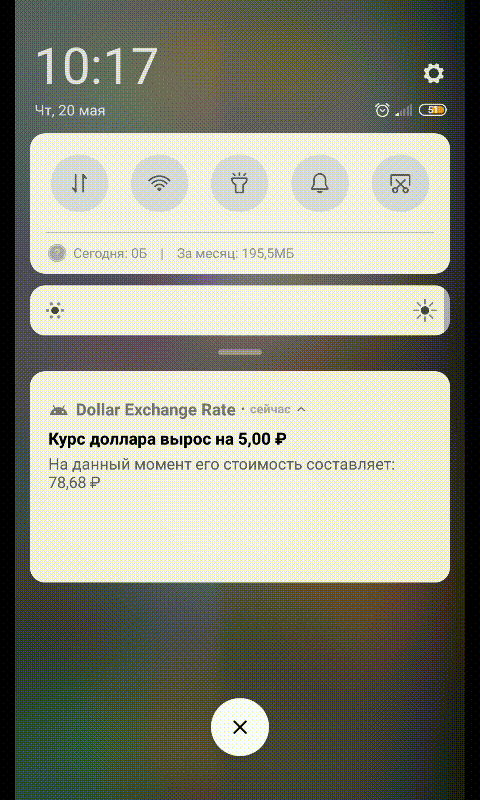 10:17
Чт, 20 мая
51
Сегодня: 0Б | За месяц: 195,5МБ
Dollar Exchange Rate · сейчас
Курс доллара вырос на 5,00 ₽
На данный момент его стоимость составляет:
78,68 ₽